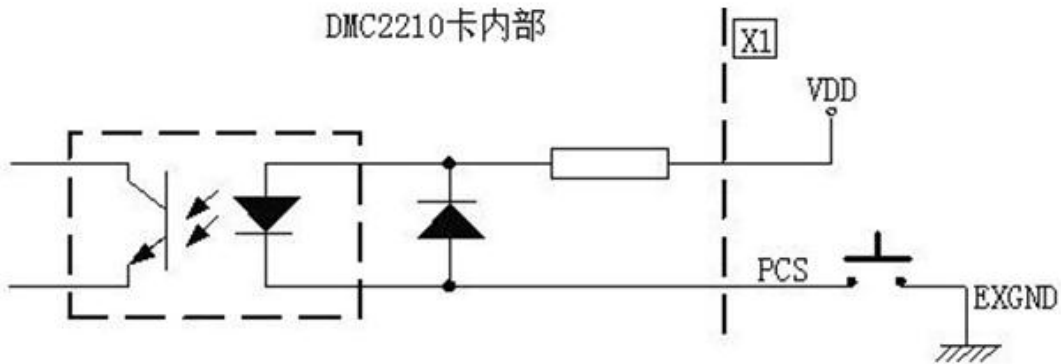 DMC2210卡内部
X1
VDD
PCS
EXGND